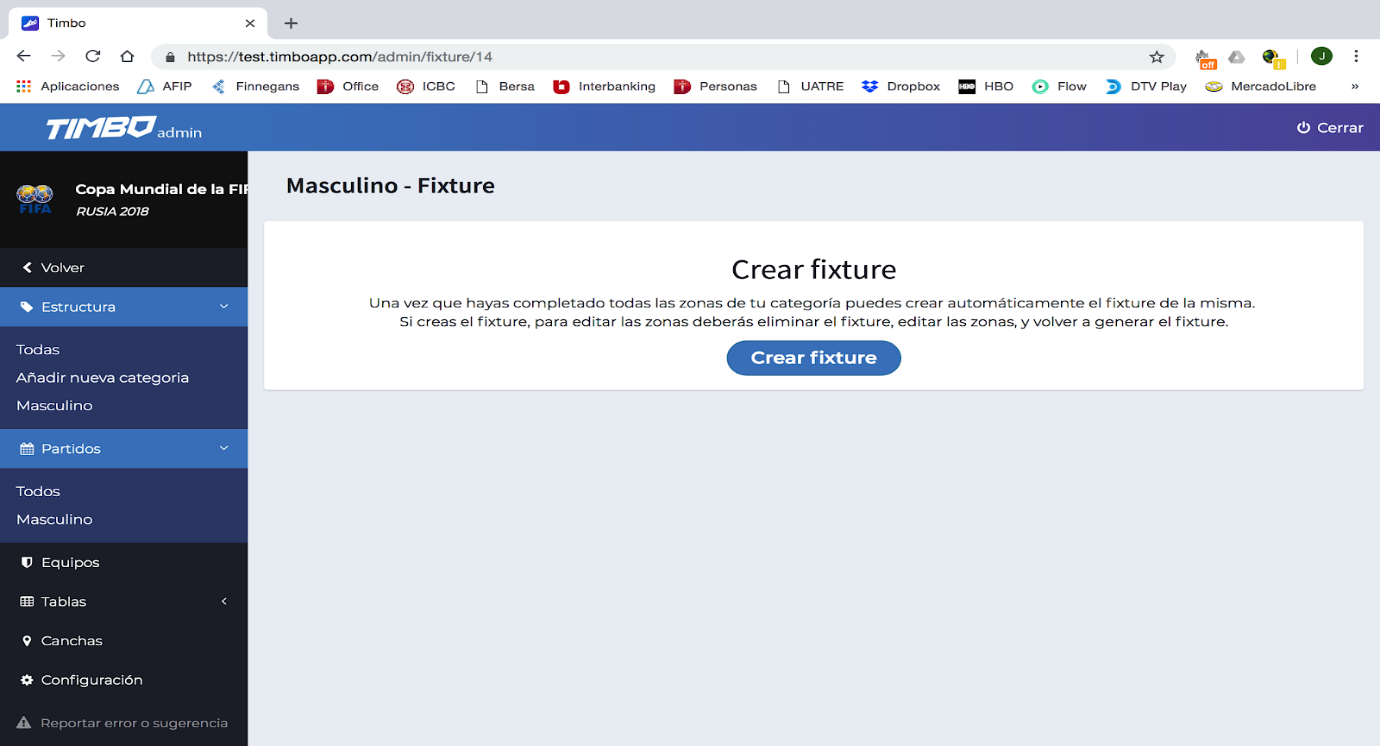 Timbo
https://test.timboapp.com/admin/fixture/14
off
J
Aplicaciones AFIP Finnegans Office ICBC Bersa Interbanking Personas UATRE Dropbox HBO HBO Flow DTV Play MercadoLibre »
TIMBO admin
Cerrar
FIFA
Copa Mundial de la FIF
RUSIA 2018
Volver
Estructura
Todas
Añadir nueva categoria
Masculino
Partidos
Todos
Masculino
Equipos
Tablas
Canchas
Configuración
Reportar error o sugerencia
Masculino - Fixture
Crear fixture
Una vez que hayas completado todas las zonas de tu categoría puedes crear automáticamente el fixture de la misma.
Si creas el fixture, para editar las zonas deberás eliminar el fixture, editar las zonas, y volver a generar el fixture.
Crear fixture